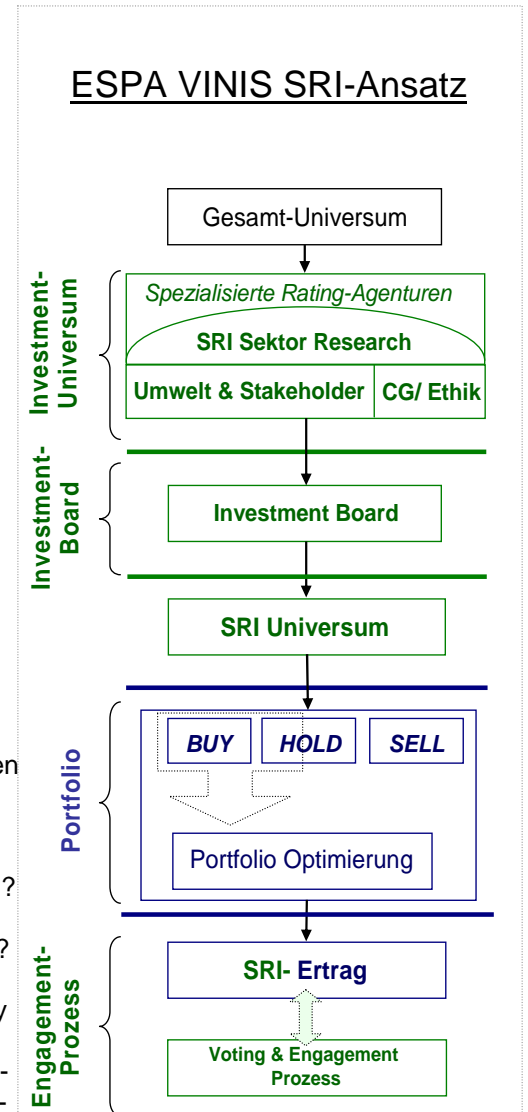 ESPA VINIS SRI-Ansatz
Gesamt-Universum
Investment-
Universum
Spezialisierte Rating-Agenturen
SRI Sektor Research
Umwelt & Stakeholder
CG/ Ethik
Investment-
Board
Investment Board
SRI Universum
Portfolio
BUY
HOLD
SELL
Portfolio Optimierung
Engagement-
Prozess
SRI- Ertrag
Voting & Engagement
Prozess
en
?
?
y
-
-